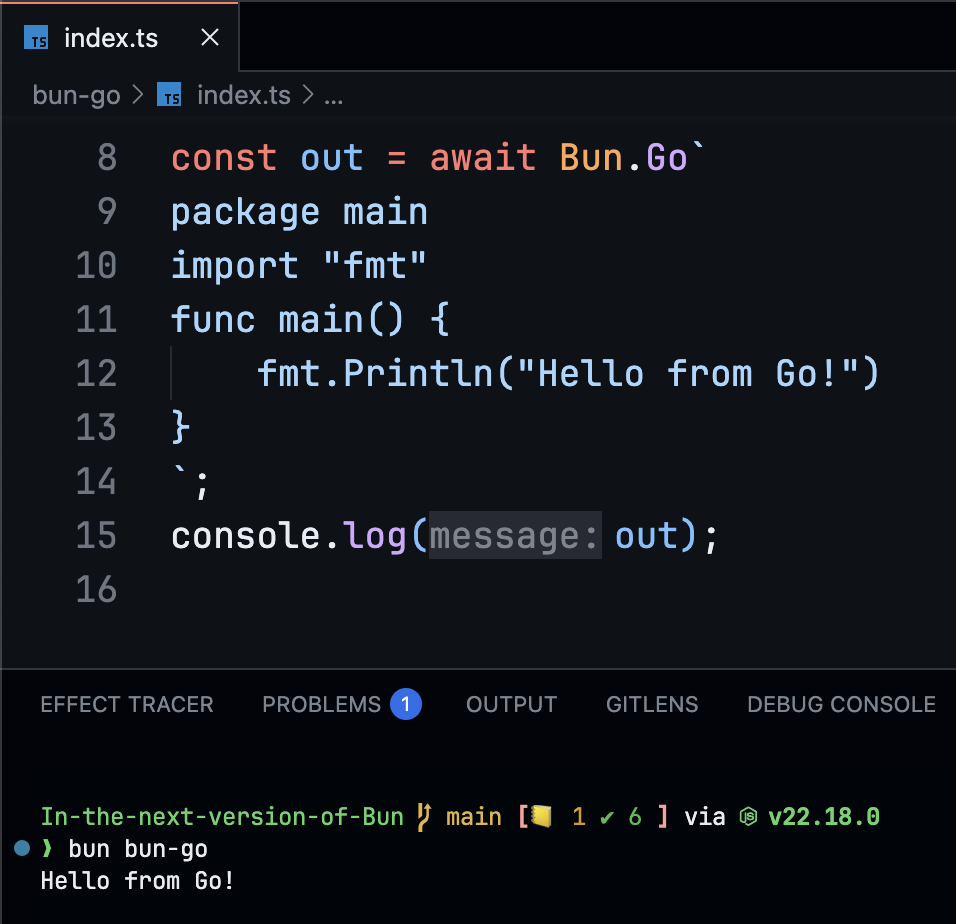 TS index.ts ×
bun-go > TS index.ts > ...
8 const out = await Bun.Go`
9 package main
10 import "fmt"
11 func main() {
12     fmt.Println("Hello from Go!")
13 }
14 `;
15 console.log(message: out);
16
EFFECT TRACER PROBLEMS 1 OUTPUT GITLENS DEBUG CONSOLE
In-the-next-version-of-Bun main [📒 1 ✔ 6 ] via JS v22.18.0
❯ bun bun-go
Hello from Go!